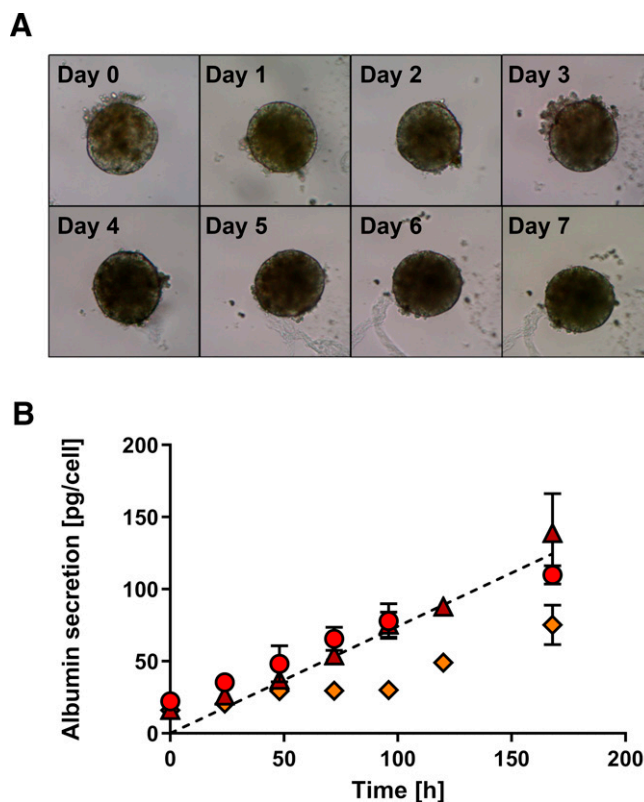 A
Day 0
Day 1
Day 2
Day 3
Day 4
Day 5
Day 6
Day 7
B
Albumin secretion [pg/cell]
200
150
100
50
0
0 50 100 150 200
Time [h]